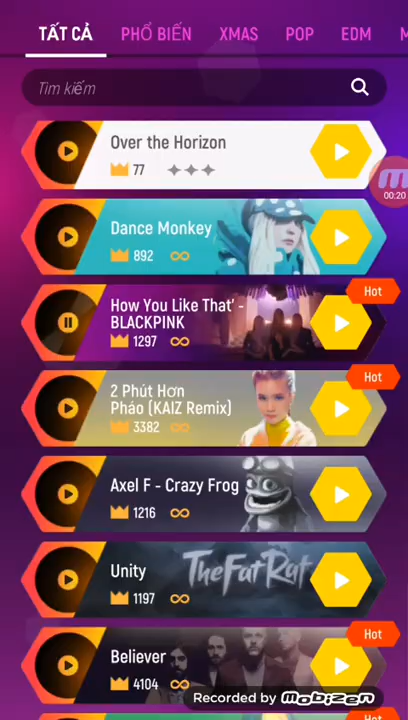 TẤT CẢ PHỔ BIẾN XMAS POP EDM M
Tìm kiếm
Over the Horizon
77
00:20
Dance Monkey
892
Hot
How You Like That' -
BLACKPINK
1297
Hot
2 Phút Hơn
Pháo (KAIZ Remix)
3382
Axel F - Crazy Frog
1216
Unity
TheFatRat
1197
Hot
Believer
4104
Recorded by mobizen
Hot